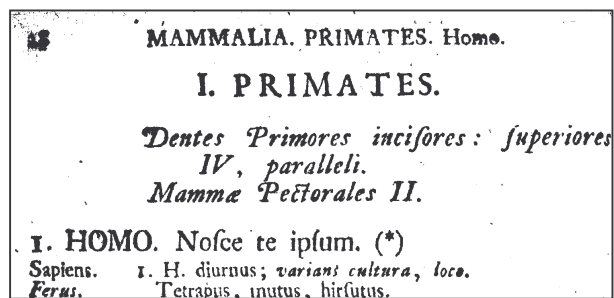 MAMMALIA. PRIMATES. Homo.
I. PRIMATES.
Dentes Primores inciſores: ſuperiores
IV, paralleli.
Mammæ Pectorales II.
1. HOMO. Noſce te ipſum. (*)
Sapiens. 1. H. diurnus; varians cultura, loco.
Ferus. Tetrapus, mutus, hirſutus.